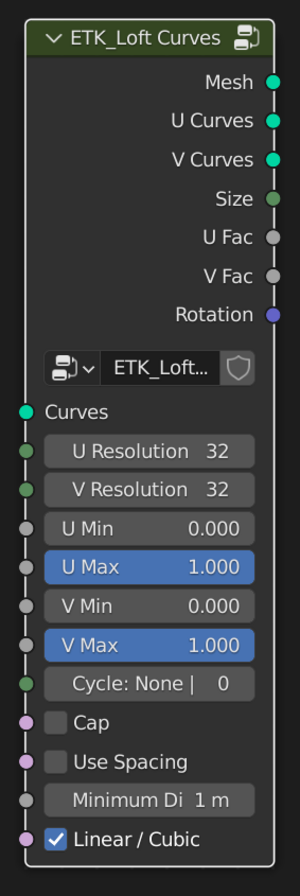 ETK_Loft Curves
Mesh
U Curves
V Curves
Size
U Fac
V Fac
Rotation
ETK_Loft...
Curves
U Resolution 32
V Resolution 32
U Min 0.000
U Max 1.000
V Min 0.000
V Max 1.000
Cycle: None | 0
Cap
Use Spacing
Minimum Di 1 m
Linear / Cubic